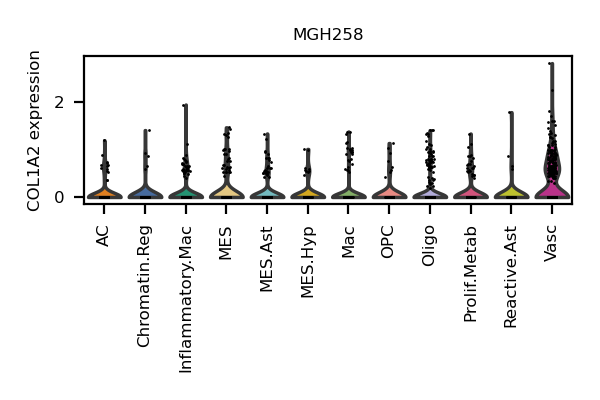 MGH258
COL1A2 expression
2
0
AC
Chromatin.Reg
Inflammatory.Mac
MES
MES.Ast
MES.Hyp
Mac
OPC
Oligo
Prolif.Metab
Reactive.Ast
Vasc